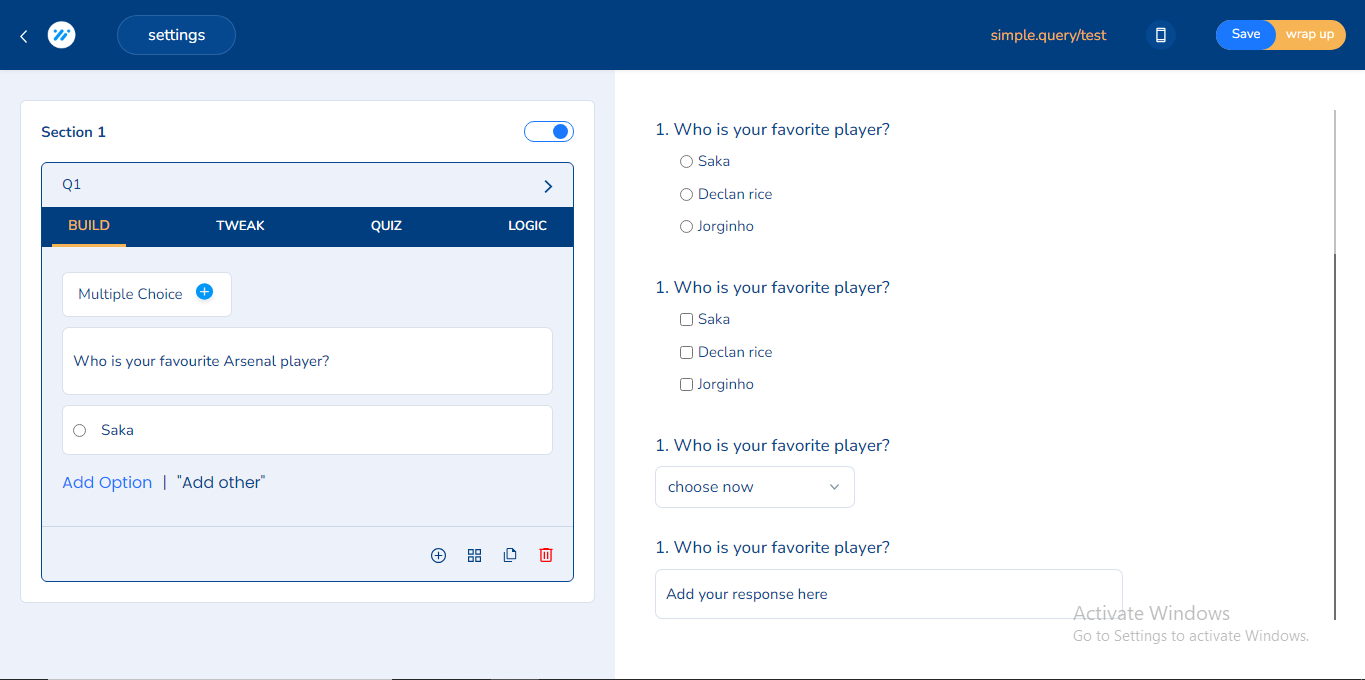 settings
simple.query/test
Save
wrap up
Section 1
Q1
BUILD TWEAK QUIZ LOGIC
Multiple Choice
Who is your favourite Arsenal player?
Saka
Add Option | "Add other"
1. Who is your favorite player?
Saka
Declan rice
Jorginho
1. Who is your favorite player?
Saka
Declan rice
Jorginho
1. Who is your favorite player?
choose now
1. Who is your favorite player?
Add your response here
Activate Windows
Go to Settings to activate Windows.